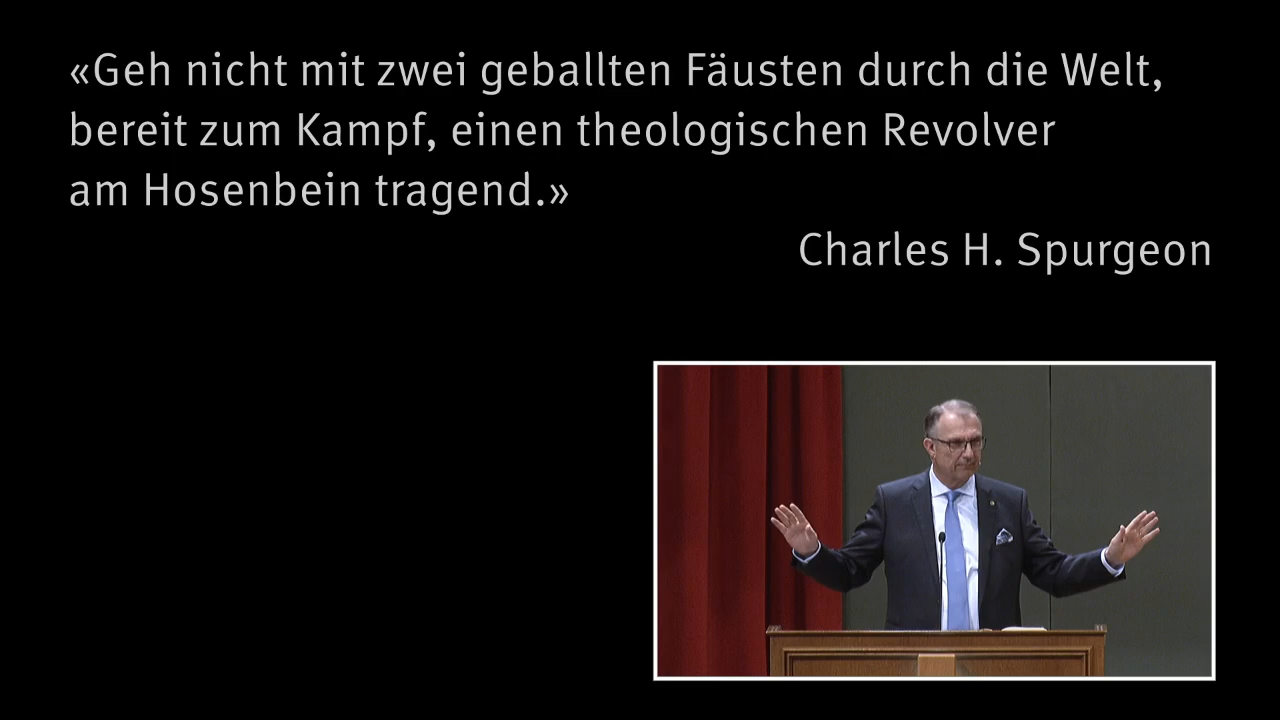 «Geh nicht mit zwei geballten Fäusten durch die Welt,
bereit zum Kampf, einen theologischen Revolver
am Hosenbein tragend.»
Charles H. Spurgeon